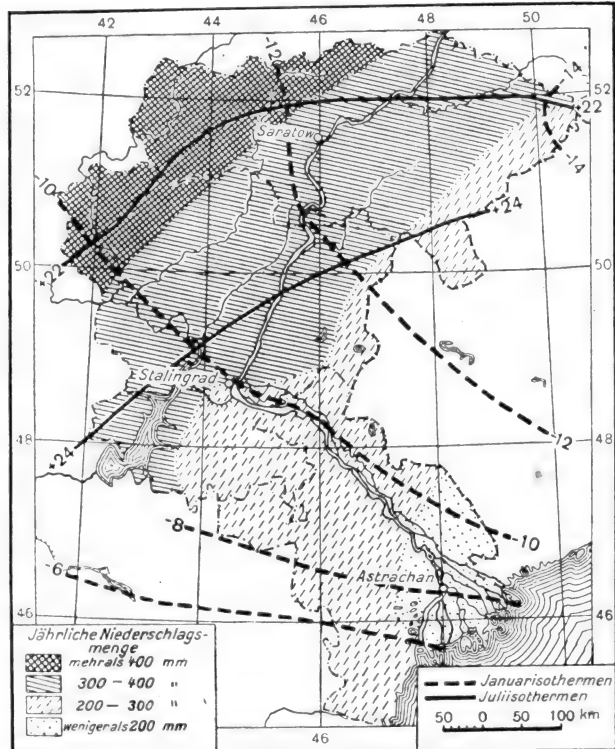 42 44 46 48 50
-12
-14
52 52
22
Saratow
-14
-10
+24
50 50
+22
Stalingrad
48 48
+24
-12
-8
-10
-6
Astrachan
46 46
Jährliche Niederschlags-
menge
mehr als 400 mm
300 – 400 "
200 – 300 "
weniger als 200 mm
Januarisothermen
Juliisothermen
50 0 50 100 km
46